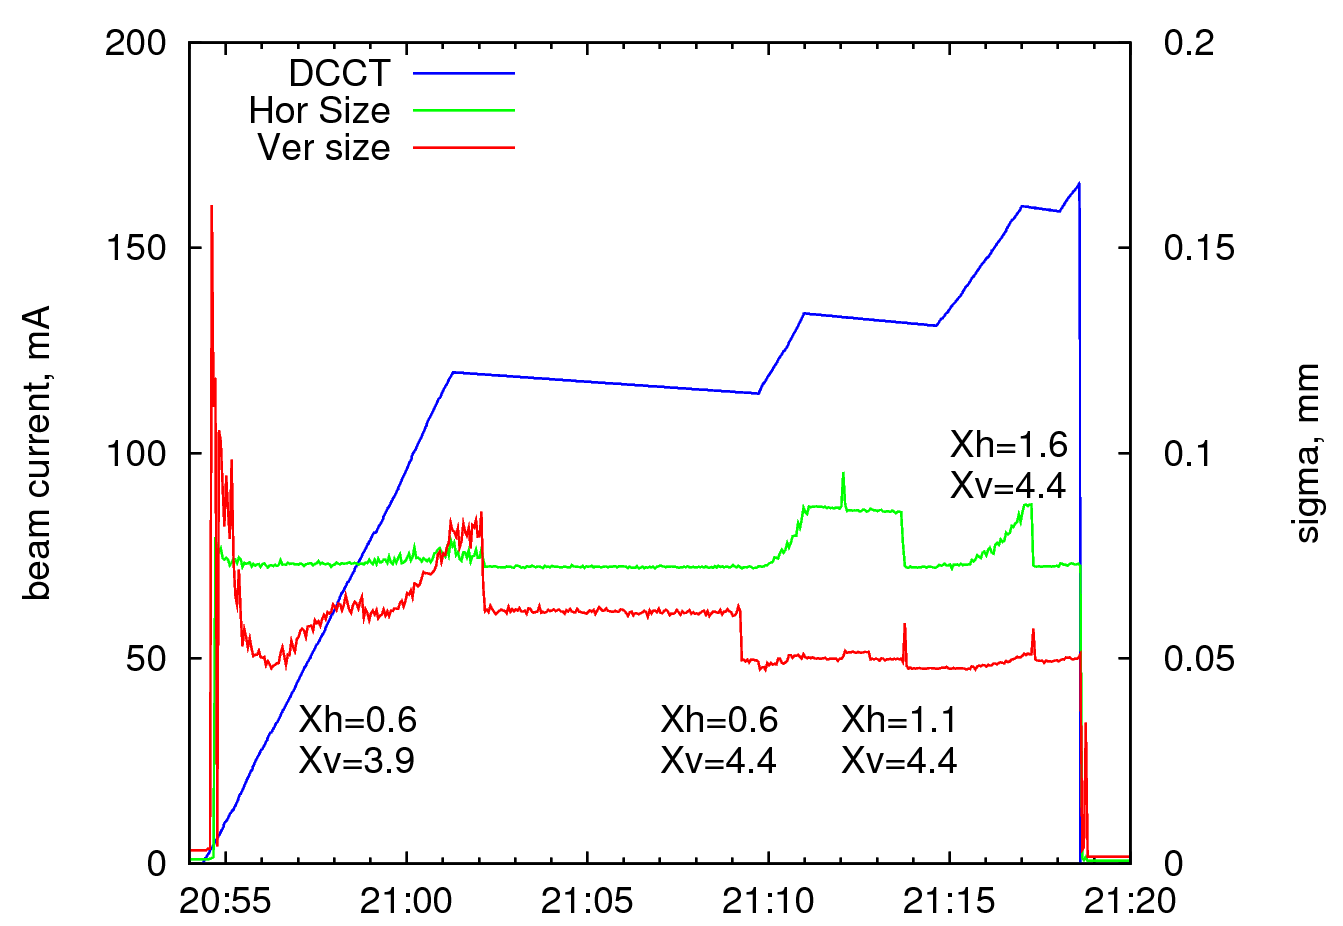 200
150
100
50
0
beam current, mA
DCCT
Hor Size
Ver size
0.2
0.15
0.1
0.05
0
sigma, mm
Xh=1.6
Xv=4.4
Xh=0.6
Xv=3.9
Xh=0.6
Xv=4.4
Xh=1.1
Xv=4.4
20:55 21:00 21:05 21:10 21:15 21:20